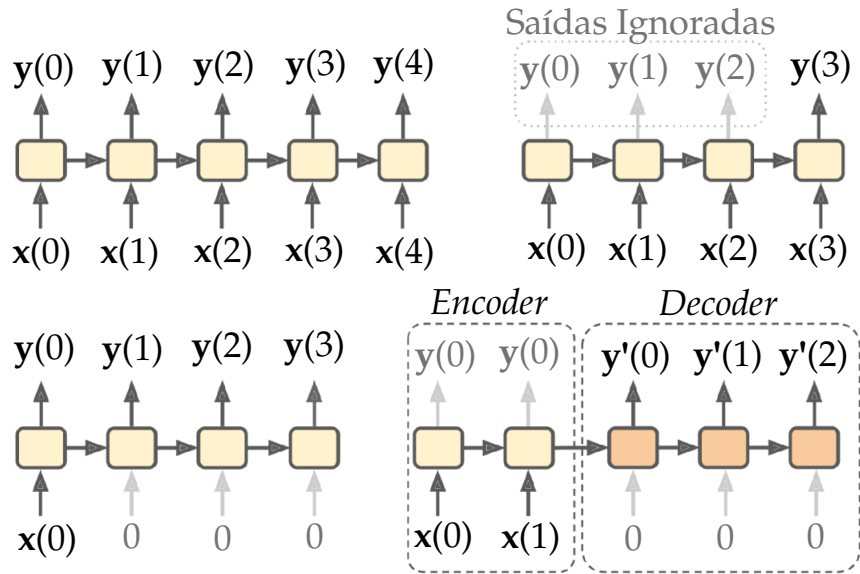 y(0) y(1) y(2) y(3) y(4)
x(0) x(1) x(2) x(3) x(4)
Saídas Ignoradas
y(0) y(1) y(2) y(3)
x(0) x(1) x(2) x(3)
y(0) y(1) y(2) y(3)
x(0) 0 0 0
Encoder Decoder
y(0) y(0) y'(0) y'(1) y'(2)
x(0) x(1) 0 0 0